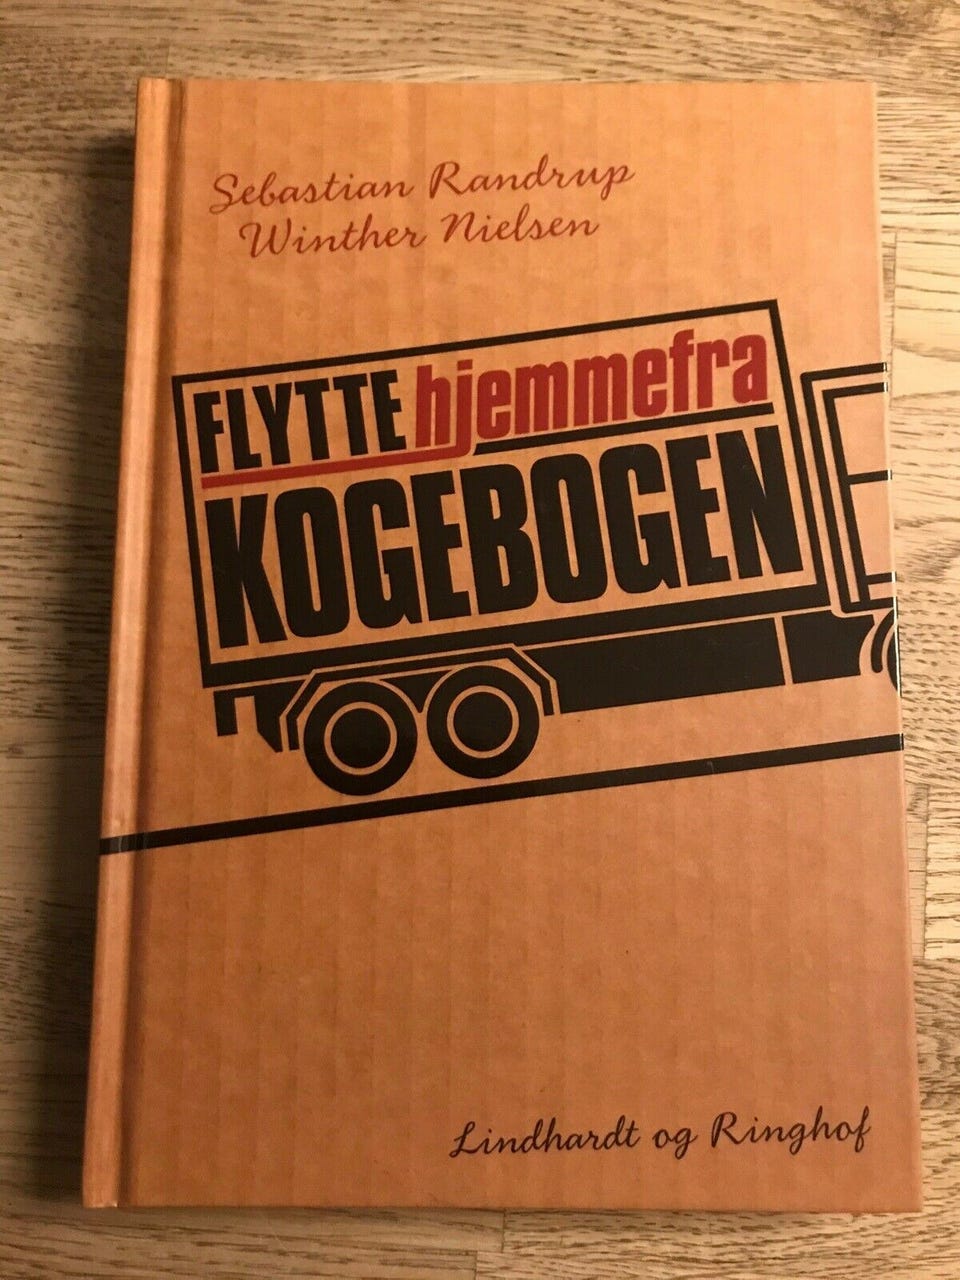 Sebastian Randrup
Winther Nielsen
FLYTTE hjemmefra
KOGEBOGEN
Lindhardt og Ringhof